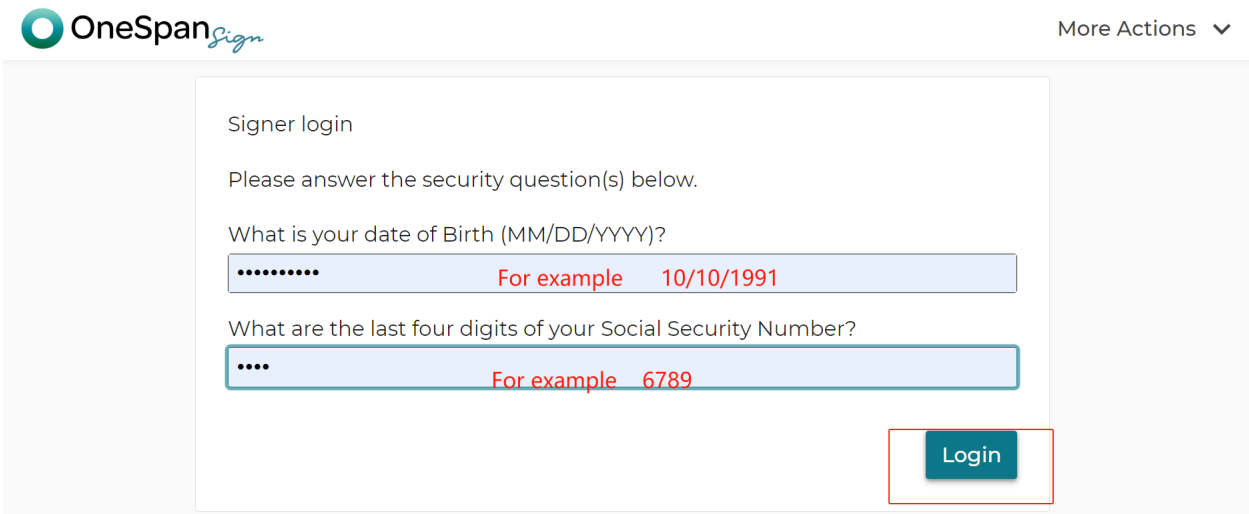 OneSpan Sign
More Actions
Signer login
Please answer the security question(s) below.
What is your date of Birth (MM/DD/YYYY)?
•••••••••• For example 10/10/1991
What are the last four digits of your Social Security Number?
•••• For example 6789
Login